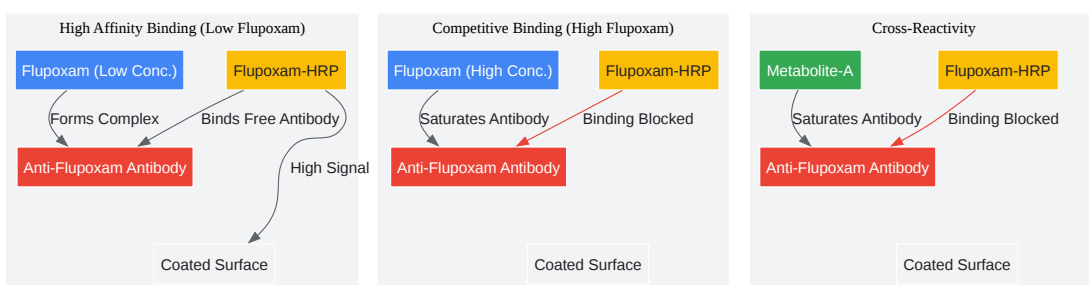 High Affinity Binding (Low Flupoxam)
Flupoxam (Low Conc.)
Flupoxam-HRP
Forms Complex
Binds Free Antibody
Anti-Flupoxam Antibody
High Signal
Coated Surface
Competitive Binding (High Flupoxam)
Flupoxam (High Conc.)
Flupoxam-HRP
Saturates Antibody
Binding Blocked
Anti-Flupoxam Antibody
Coated Surface
Cross-Reactivity
Metabolite-A
Flupoxam-HRP
Saturates Antibody
Binding Blocked
Anti-Flupoxam Antibody
Coated Surface